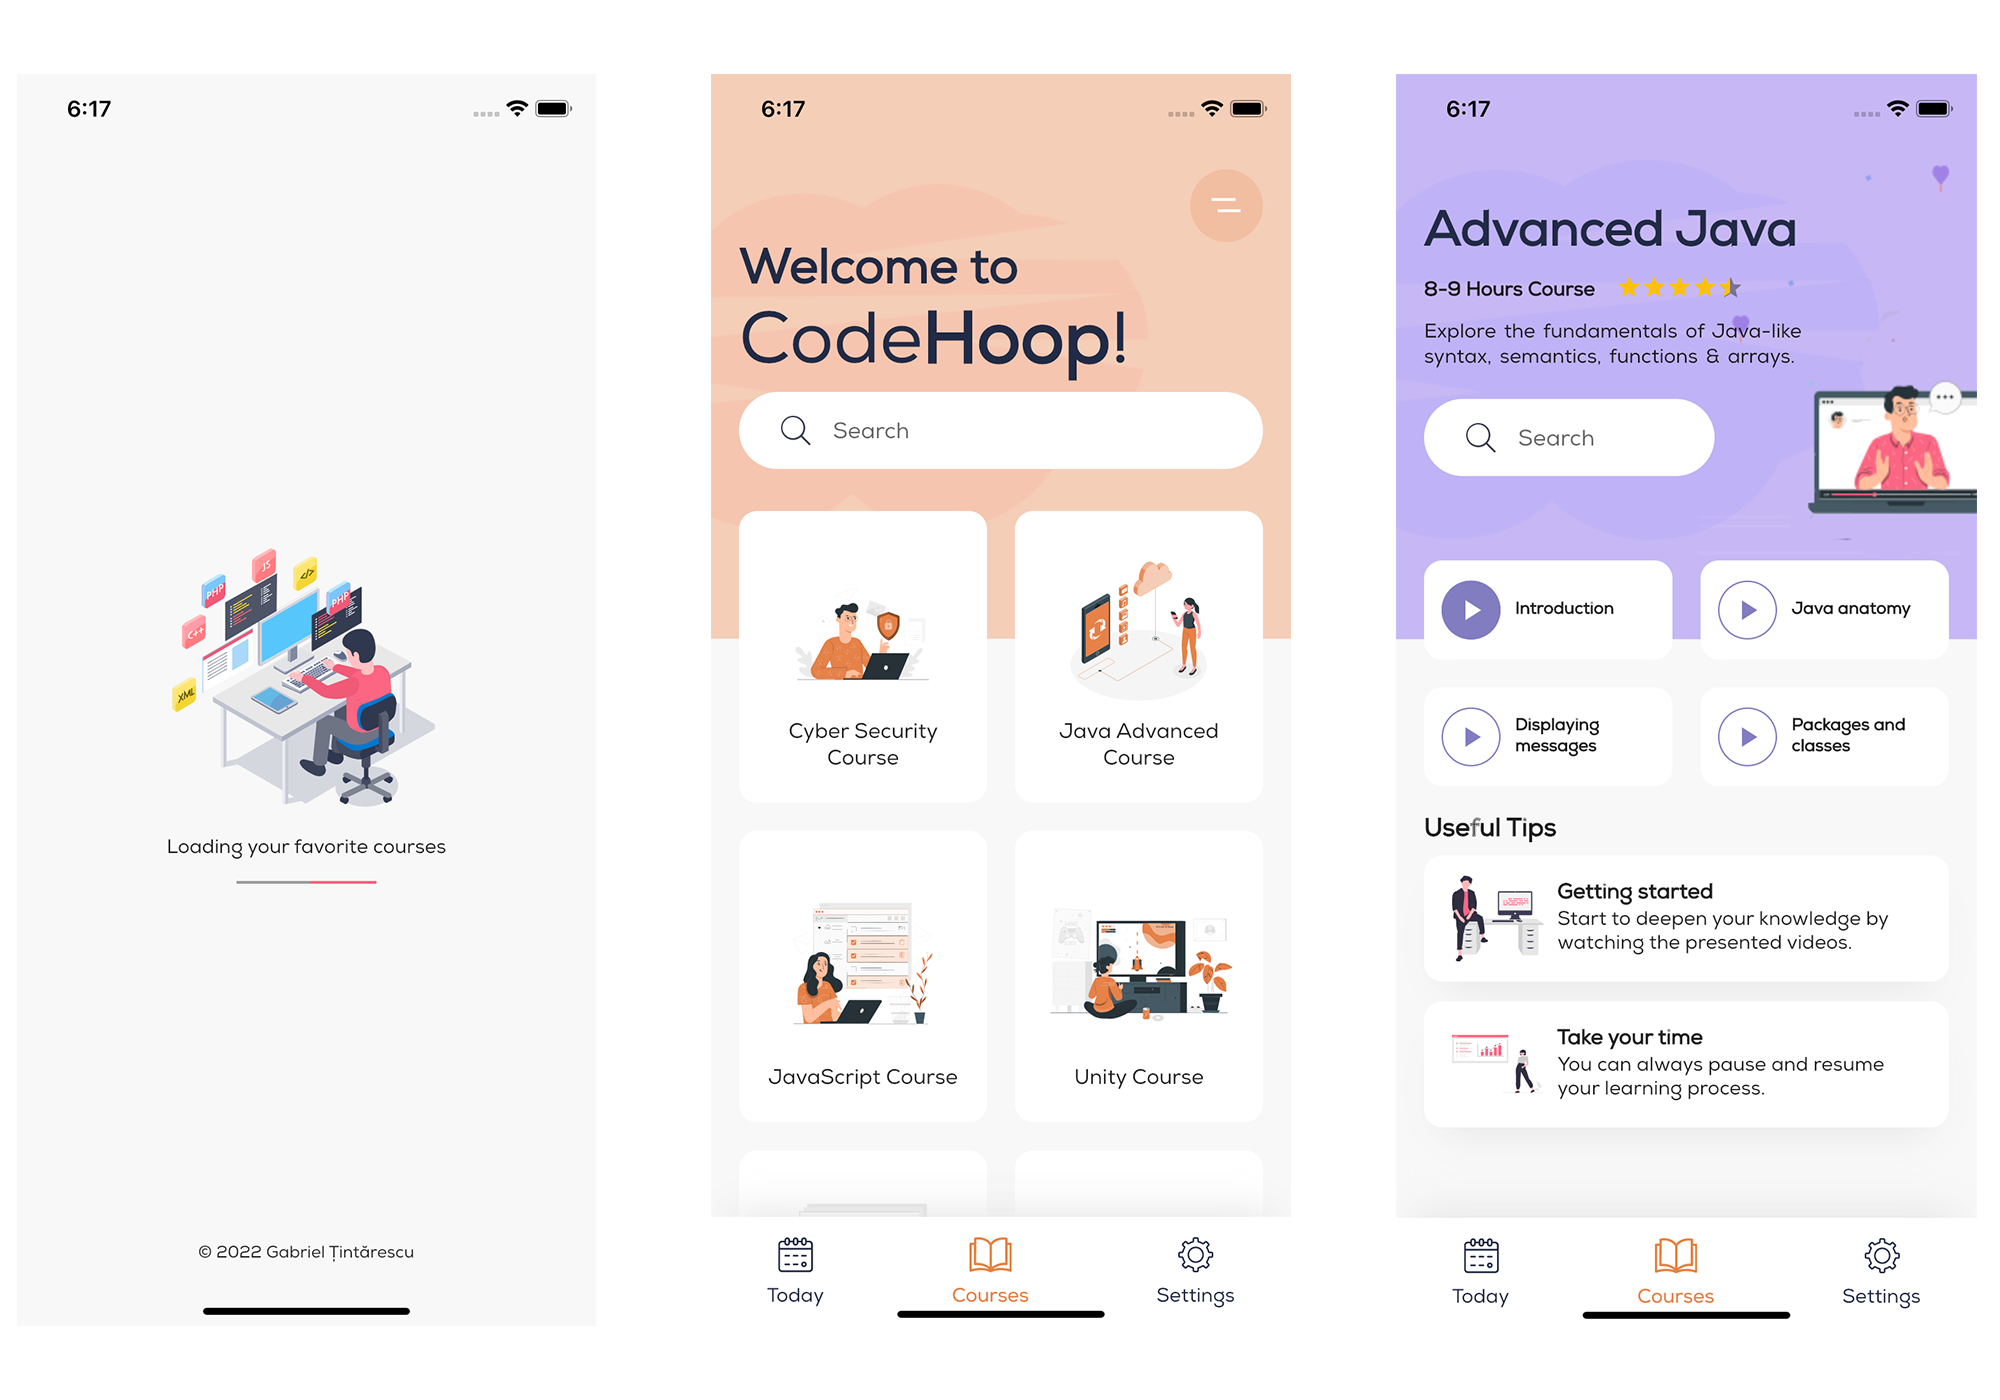 6:17
JS
</>
PHP
PHP
C++
XML
Loading your favorite courses
© 2022 Gabriel Țintărescu
6:17
Welcome to
CodeHoop!
Search
Cyber Security
Course
Java Advanced
Course
JavaScript Course
Unity Course
Today
Courses
Settings
6:17
Advanced Java
8-9 Hours Course
Explore the fundamentals of Java-like
syntax, semantics, functions & arrays.
Search
Introduction
Java anatomy
Displaying
messages
Packages and
classes
Useful Tips
Getting started
Start to deepen your knowledge by
watching the presented videos.
Take your time
You can always pause and resume
your learning process.
Today
Courses
Settings